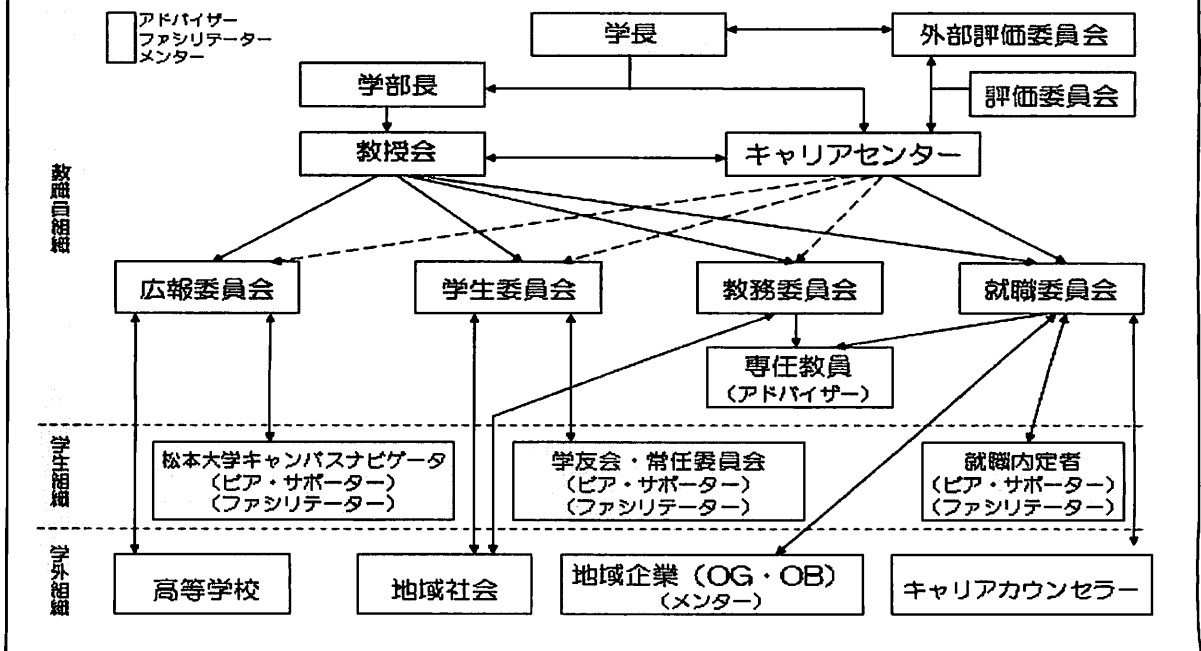 アドバイザー
ファシリテーター
メンター
学長
外部評価委員会
学部長
評価委員会
教授会
キャリアセンター
教職員組織
広報委員会
学生委員会
教務委員会
就職委員会
専任教員
（アドバイザー）
学生組織
松本大学キャンパスナビゲータ
（ピア・サポーター）
（ファシリテーター）
学友会・常任委員会
（ピア・サポーター）
（ファシリテーター）
就職内定者
（ピア・サポーター）
（ファシリテーター）
学外組織
高等学校
地域社会
地域企業（OG・OB）
（メンター）
キャリアカウンセラー